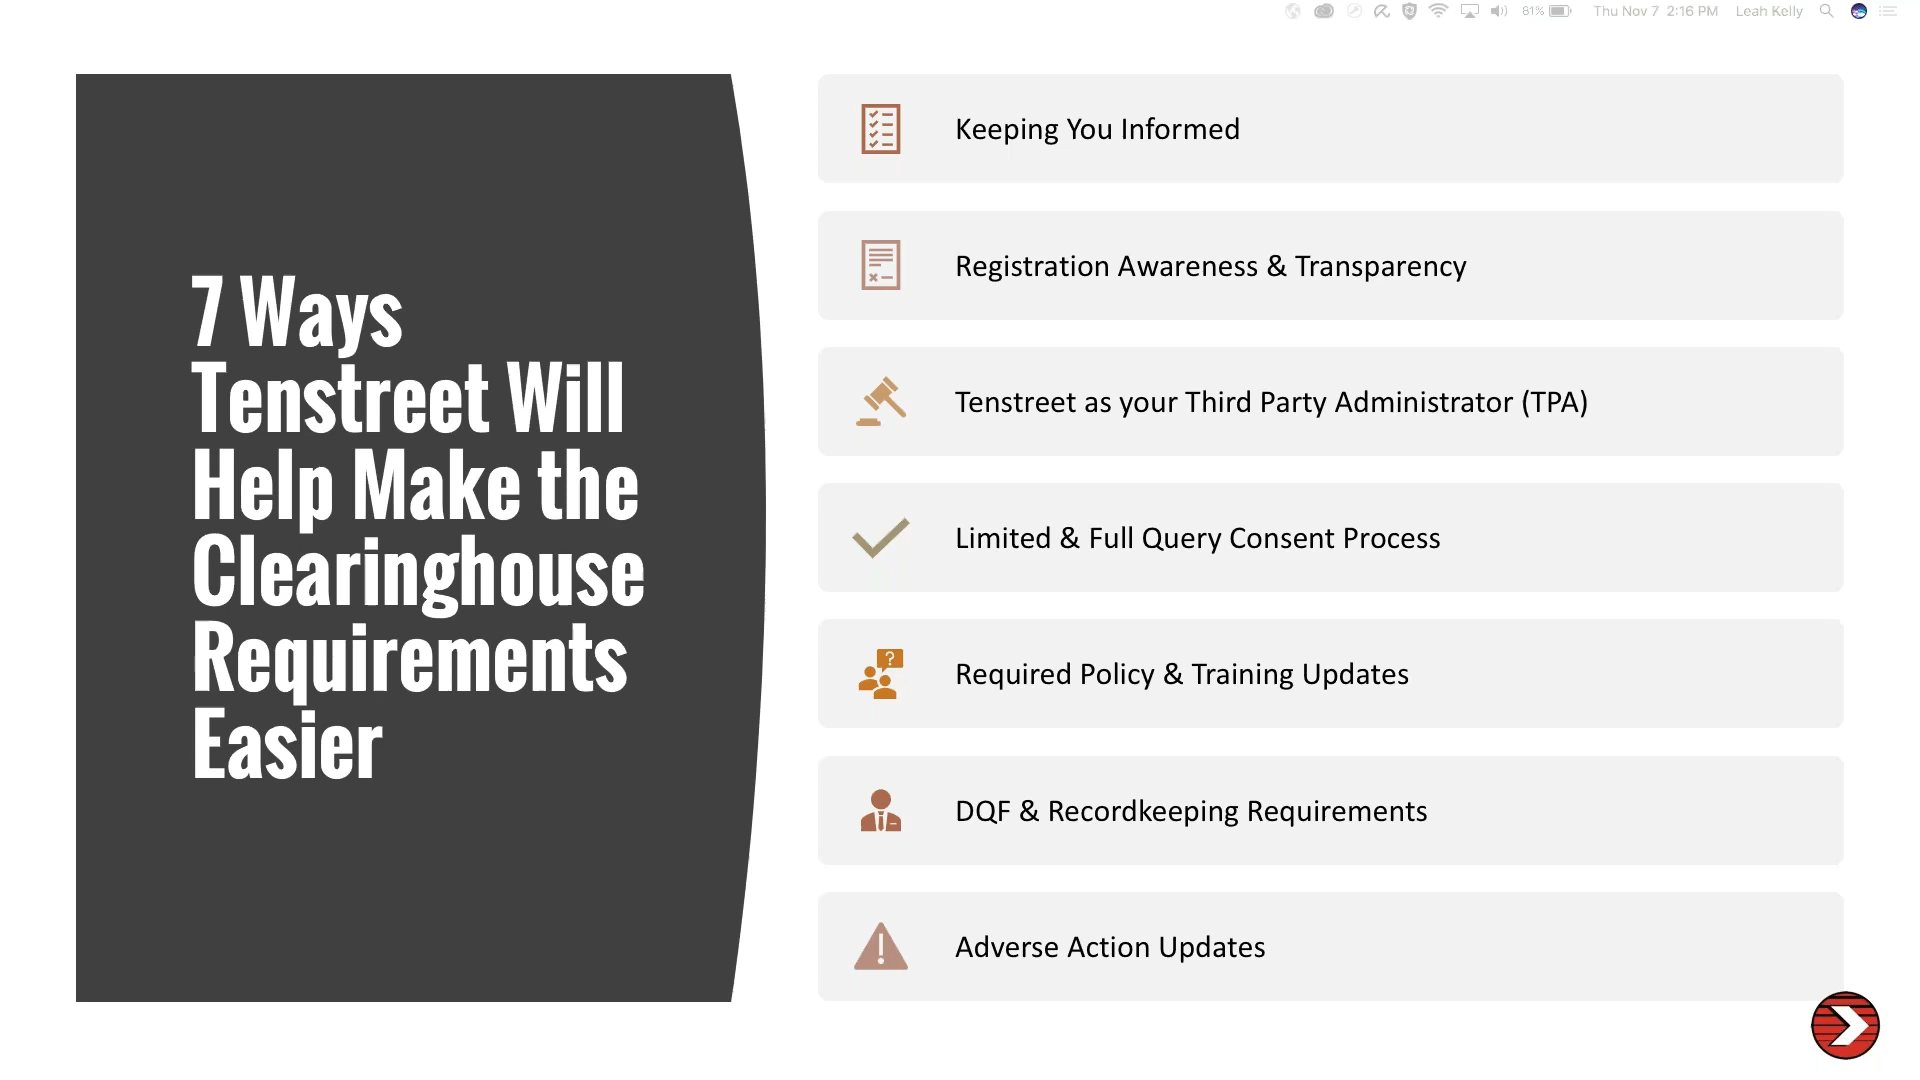 81% Thu Nov 7 2:16 PM Leah Kelly
7 Ways
Tenstreet Will
Help Make the
Clearinghouse
Requirements
Easier
Keeping You Informed
Registration Awareness & Transparency
Tenstreet as your Third Party Administrator (TPA)
Limited & Full Query Consent Process
?
Required Policy & Training Updates
DQF & Recordkeeping Requirements
!
Adverse Action Updates